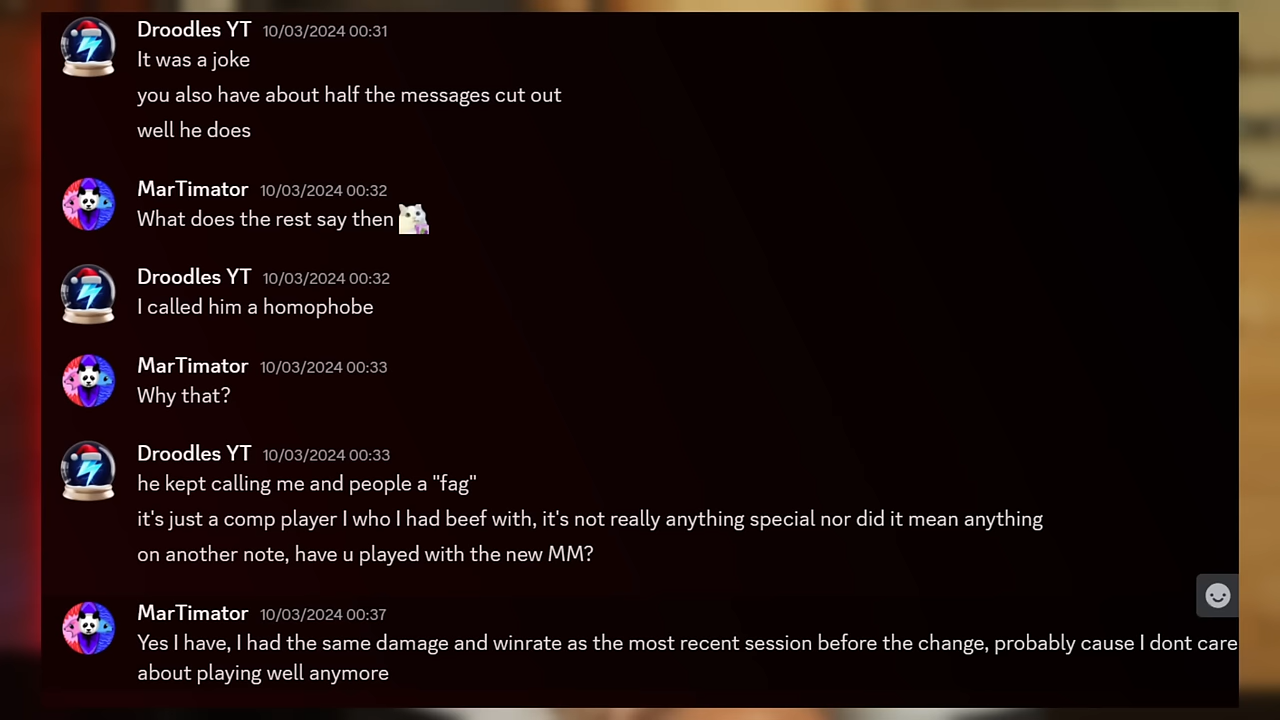 Droodles YT 10/03/2024 00:31
It was a joke
you also have about half the messages cut out
well he does
MarTimator 10/03/2024 00:32
What does the rest say then
Droodles YT 10/03/2024 00:32
I called him a homophobe
MarTimator 10/03/2024 00:33
Why that?
Droodles YT 10/03/2024 00:33
he kept calling me and people a "fag"
it's just a comp player I who I had beef with, it's not really anything special nor did it mean anything
on another note, have u played with the new MM?
MarTimator 10/03/2024 00:37
Yes I have, I had the same damage and winrate as the most recent session before the change, probably cause I dont care
about playing well anymore